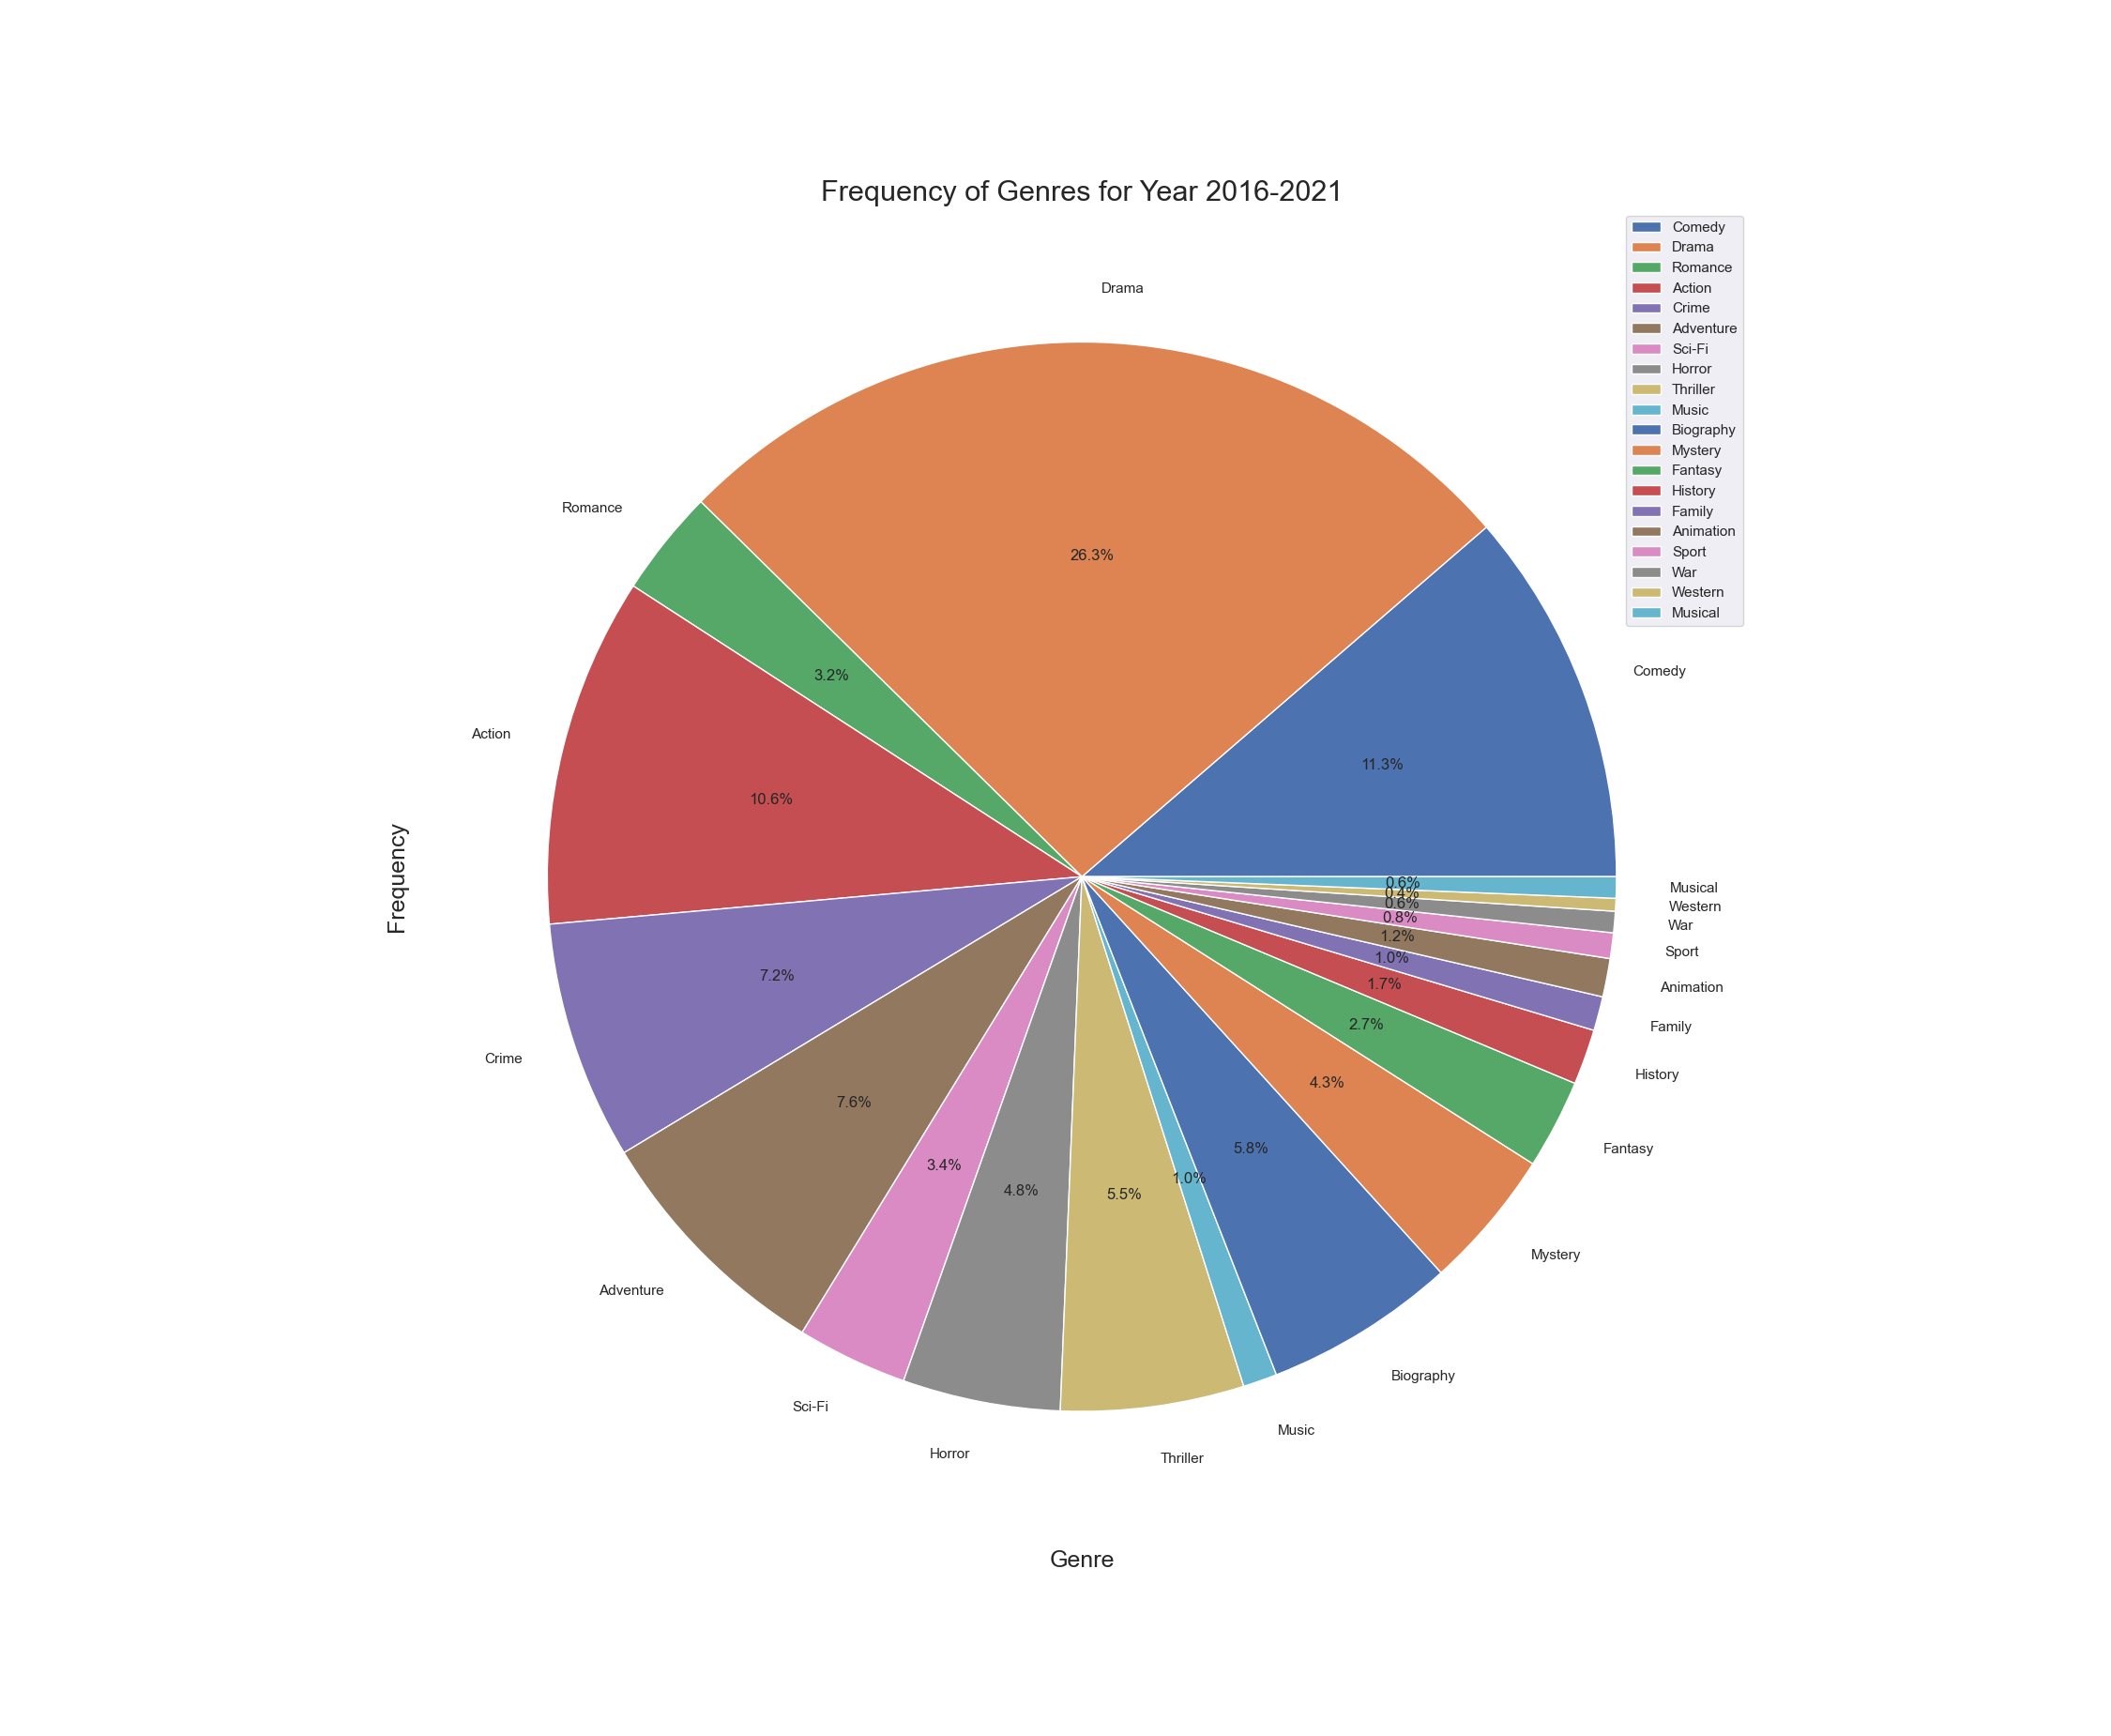 Frequency of Genres for Year 2016-2021
Comedy
Drama
Romance
Action
Crime
Adventure
Sci-Fi
Horror
Thriller
Music
Biography
Mystery
Fantasy
History
Family
Animation
Sport
War
Western
Musical
Drama
26.3%
Romance
3.2%
Comedy
11.3%
Action
10.6%
Frequency
Crime
7.2%
Adventure
7.6%
Sci-Fi
3.4%
Horror
4.8%
Thriller
5.5%
Music
1.0%
Biography
5.8%
Mystery
4.3%
Fantasy
2.7%
History
1.7%
Family
1.0%
Animation
1.2%
Sport
0.8%
War
0.6%
Western
0.4%
Musical
0.6%
Genre